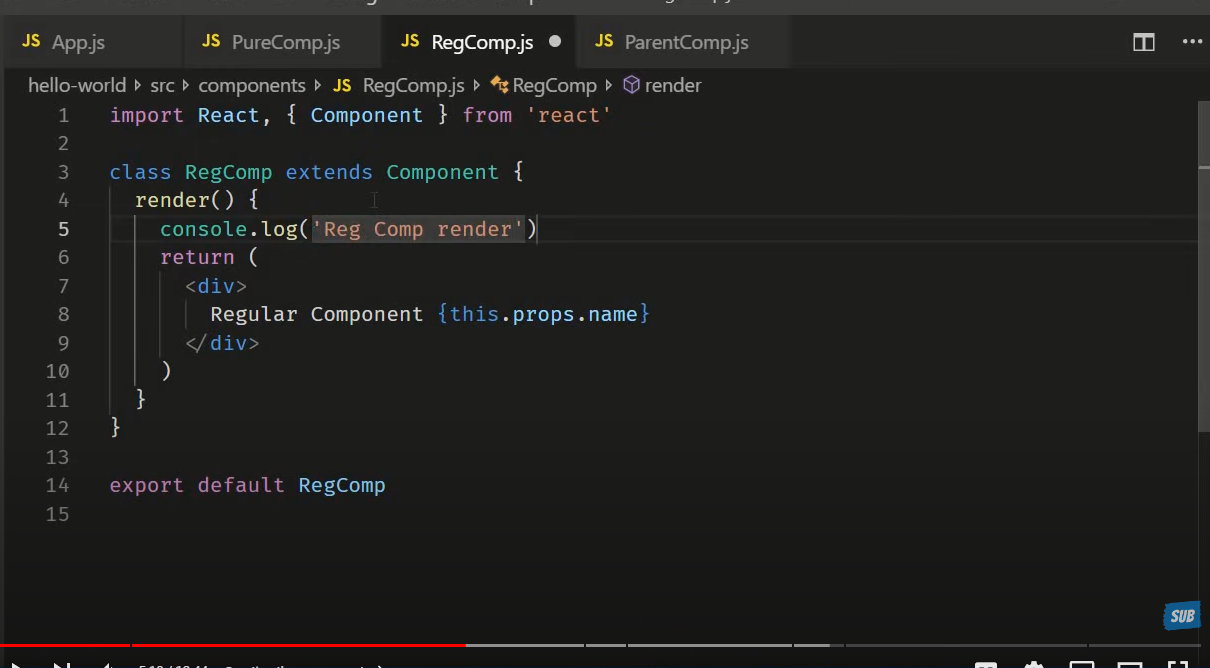 JS App.js JS PureComp.js JS RegComp.js JS ParentComp.js
hello-world src components JS RegComp.js RegComp render
1 import React, { Component } from 'react'
2
3 class RegComp extends Component {
4 render() {
5 console.log('Reg Comp render')
6 return (
7 <div>
8 Regular Component {this.props.name}
9 </div>
10 )
11 }
12 }
13
14 export default RegComp
15
SUB